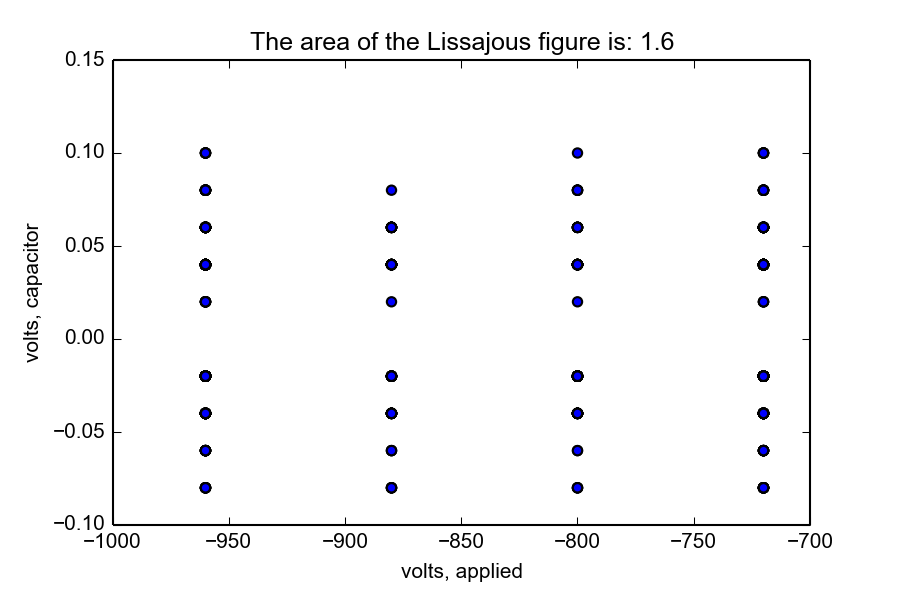 The area of the Lissajous figure is: 1.6
0.15
0.10
0.05
0.00
−0.05
−0.10
−1000 −950 −900 −850 −800 −750 −700
volts, applied
volts, capacitor